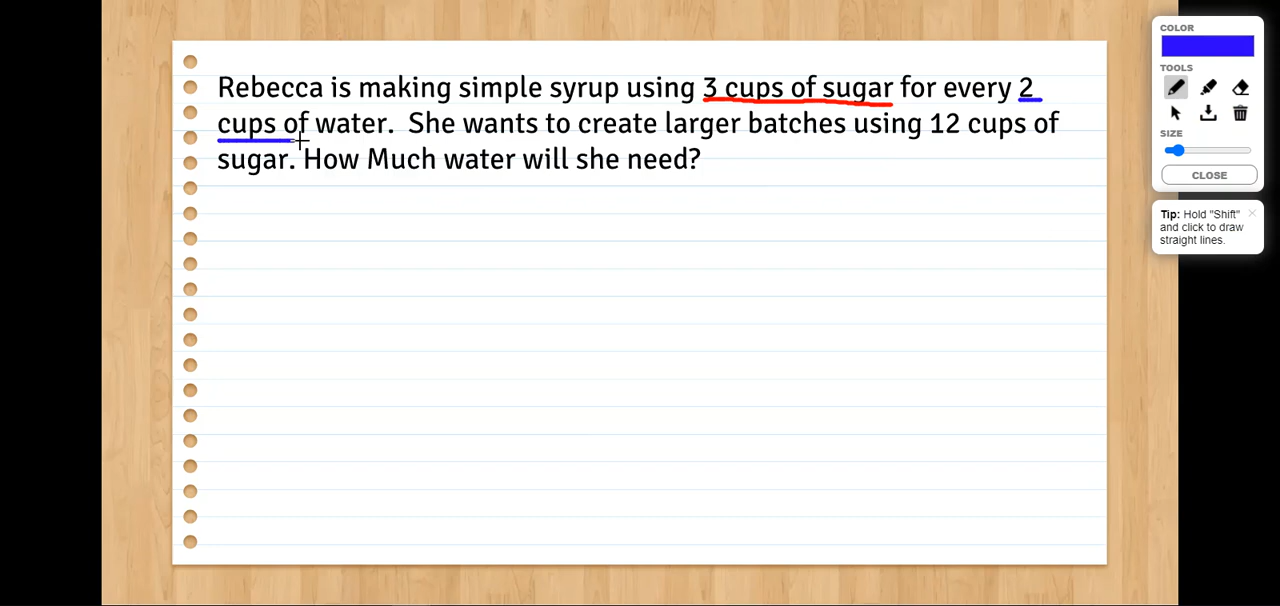 Rebecca is making simple syrup using 3 cups of sugar for every 2
cups of water. She wants to create larger batches using 12 cups of
sugar. How Much water will she need?
COLOR
TOOLS
SIZE
CLOSE
Tip: Hold "Shift"
and click to draw
straight lines.